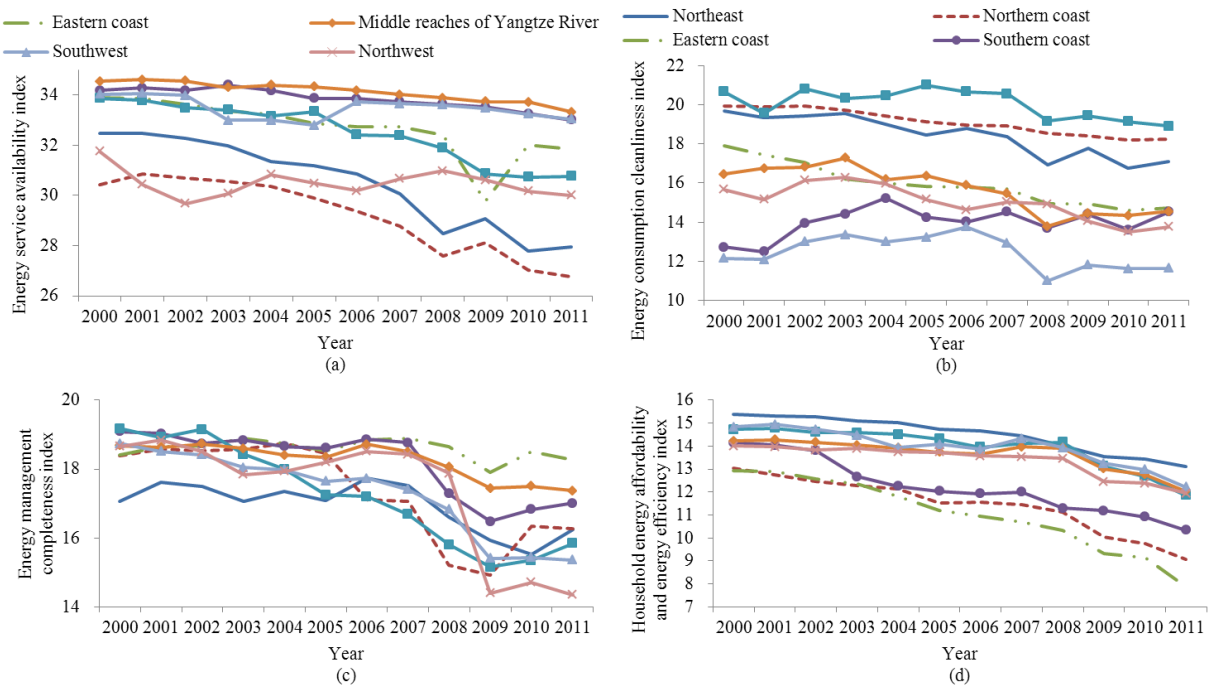 Eastern coast
Middle reaches of Yangtze River
Southwest
Northwest
Energy service availability index
34
32
30
28
26
2000 2001 2002 2003 2004 2005 2006 2007 2008 2009 2010 2011
Year
(a)
Northeast
Northern coast
Eastern coast
Southern coast
Energy consumption cleanliness index
22
20
18
16
14
12
10
2000 2001 2002 2003 2004 2005 2006 2007 2008 2009 2010 2011
Year
(b)
Energy management
completeness index
20
18
16
14
2000 2001 2002 2003 2004 2005 2006 2007 2008 2009 2010 2011
Year
(c)
Household energy affordability
and energy efficiency index
16
15
14
13
12
11
10
9
8
7
2000 2001 2002 2003 2004 2005 2006 2007 2008 2009 2010 2011
Year
(d)